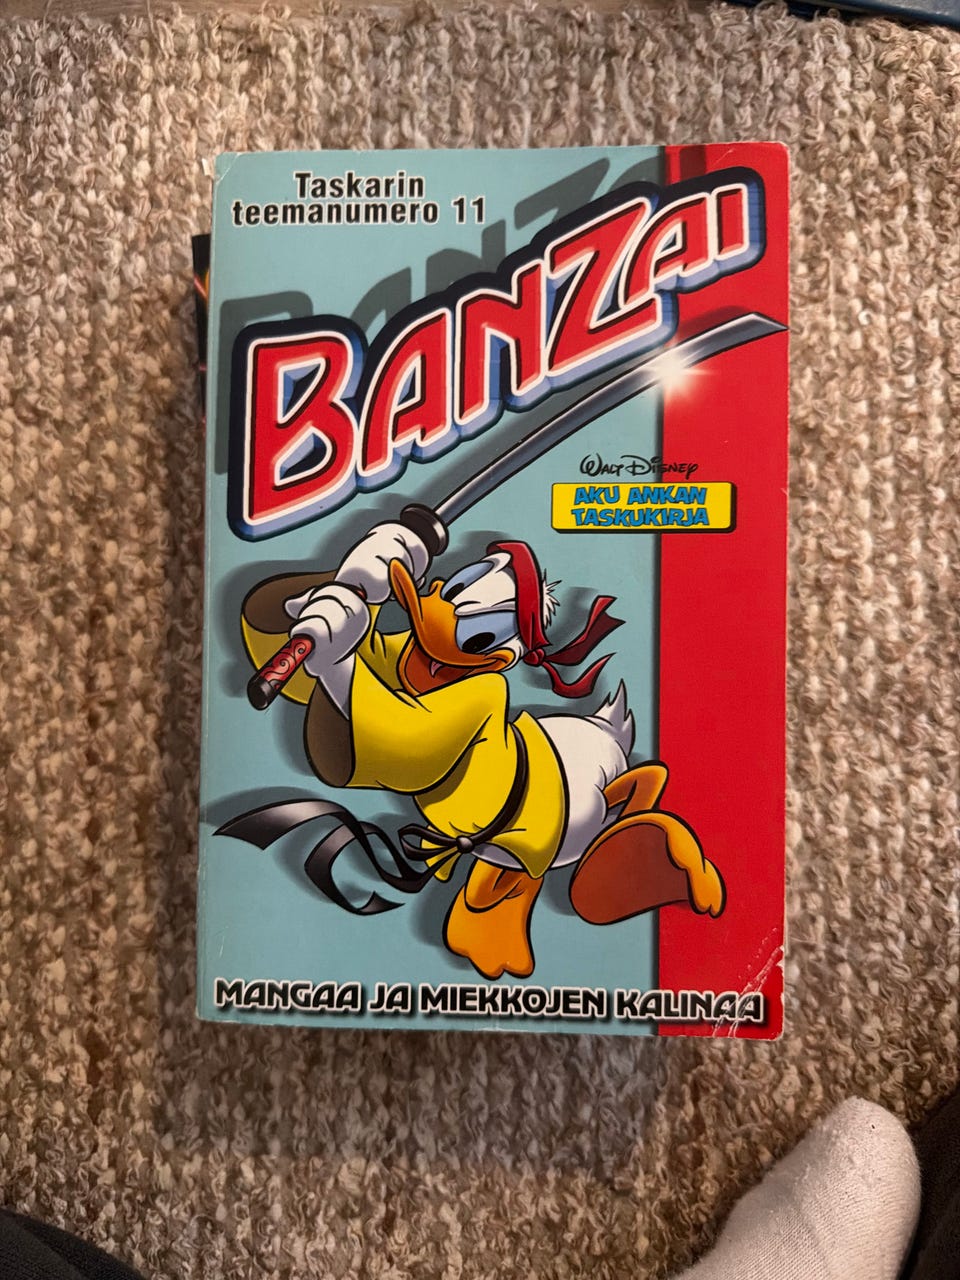 Taskarin
teemanumero 11
BANZAI
WALT DISNEY
AKU ANKAN
TASKUKIRJA
MANGAA JA MIEKKOJEN KALINAA